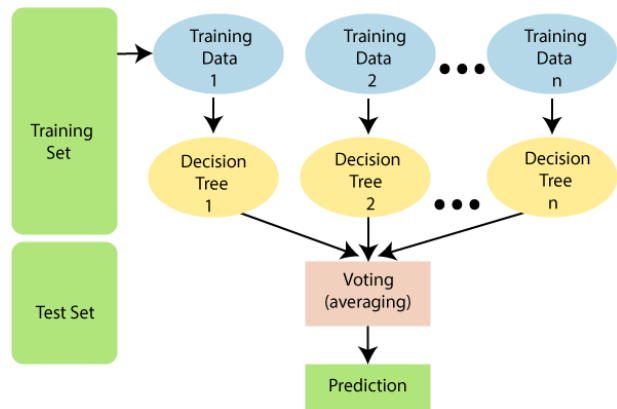 Training
Set
Training
Data
1
Training
Data
2
Training
Data
n
Decision
Tree
1
Decision
Tree
2
Decision
Tree
n
Test Set
Voting
(averaging)
Prediction